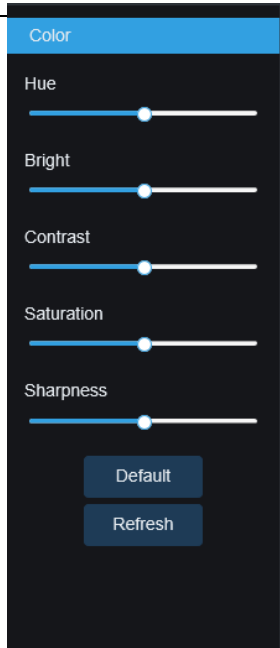 Color
Hue
Bright
Contrast
Saturation
Sharpness
Default
Refresh